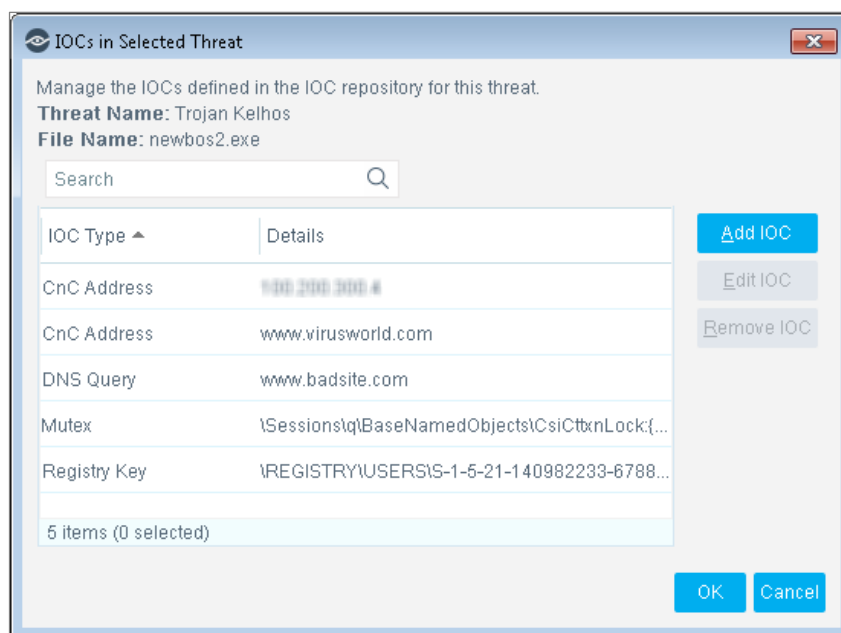 IOCs in Selected Threat
Manage the IOCs defined in the IOC repository for this threat.
Threat Name: Trojan Kelhos
File Name: newbos2.exe
Search
IOC Type Details
Add IOC
Edit IOC
Remove IOC
CnC Address
CnC Address www.virusworld.com
DNS Query www.badsite.com
Mutex \Sessions\q\BaseNamedObjects\CsiCttxnLock:{...
Registry Key \REGISTRY\USERS\S-1-5-21-140982233-6788...
5 items (0 selected)
OK Cancel